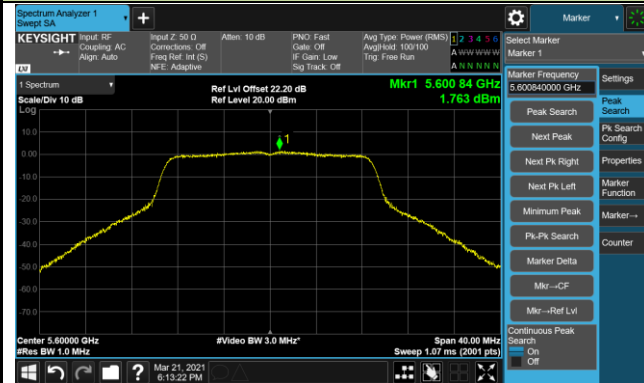 Spectrum Analyzer 1
Swept SA
Marker
KEYSIGHT
Input: RF
Coupling: AC
Align: Auto
Input Z: 50 Ω
Corrections: Off
Freq Ref: Int (S)
NFE: Adaptive
Atten: 10 dB
PNO: Fast
Gate: Off
IF Gain: Low
Sig Track: Off
Avg Type: Power (RMS)
Avg|Hold: 100/100
Trig: Free Run
1 2 3 4 5 6
A W W W W W
A N N N N N
LXI
Select Marker
Marker 1
1 Spectrum
Scale/Div 10 dB
Log
Ref Lvl Offset 22.20 dB
Ref Level 20.00 dBm
Mkr1 5.600 84 GHz
1.763 dBm
10.0
0.00
-10.0
-20.0
-30.0
-40.0
-50.0
-60.0
-70.0
1
Center 5.60000 GHz
#Res BW 1.0 MHz
#Video BW 3.0 MHz*
Span 40.00 MHz
Sweep 1.07 ms (2001 pts)
Marker Frequency
5.600840000 GHz
Peak Search
Next Peak
Next Pk Right
Next Pk Left
Minimum Peak
Pk-Pk Search
Marker Delta
Mkr→CF
Mkr→Ref Lvl
Continuous Peak
Search
On
Off
Settings
Peak
Search
Pk Search
Config
Properties
Marker
Function
Marker→
Counter
Mar 21, 2021
6:13:22 PM